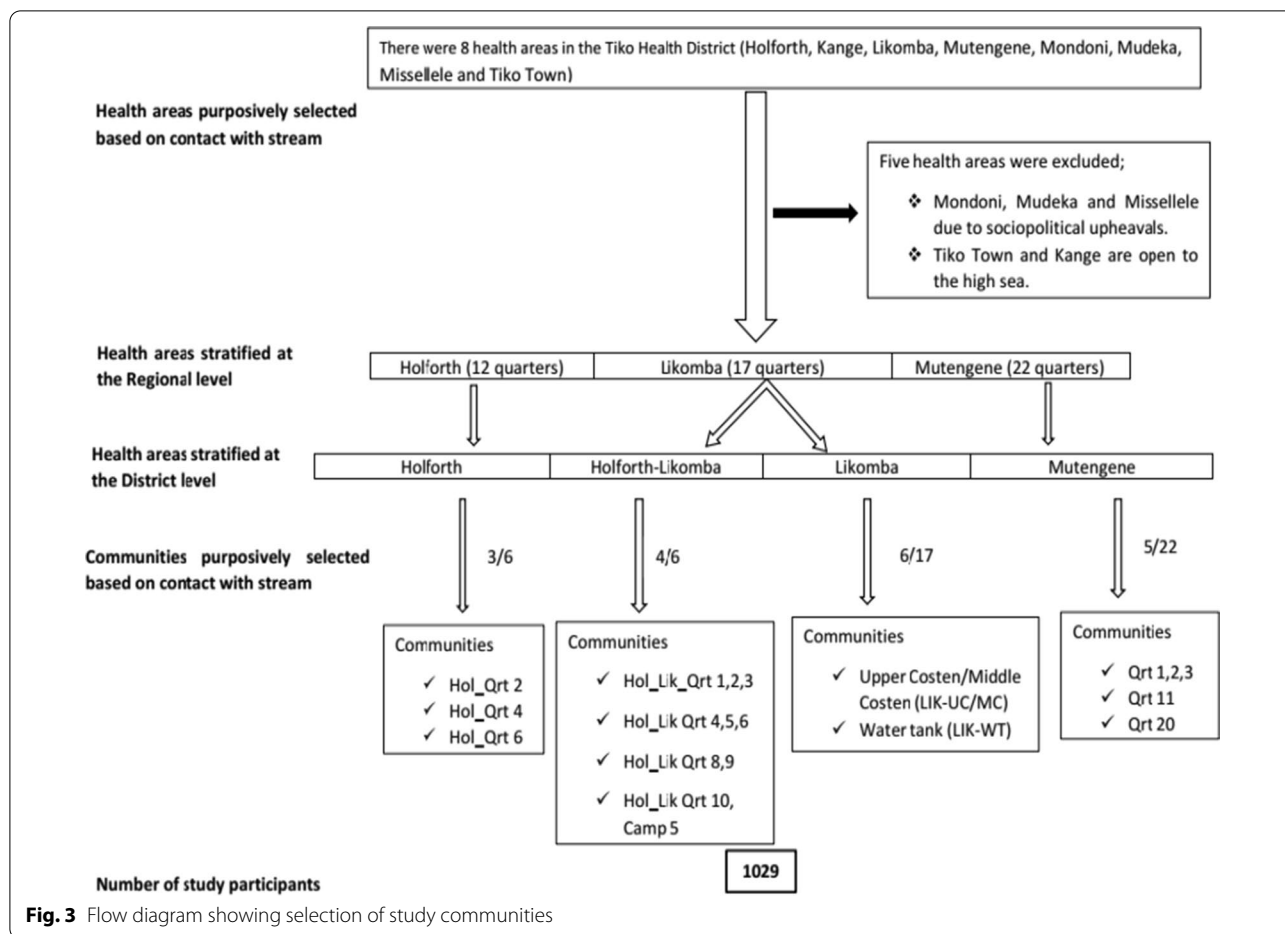 There were 8 health areas in the Tiko Health District (Holforth, Kange, Likomba, Mutengene, Mondoni, Mudeka,
Missellele and Tiko Town)
Health areas purposively selected
based on contact with stream
Five health areas were excluded;
❖ Mondoni, Mudeka and Missellele
due to sociopolitical upheavals.
❖ Tiko Town and Kange are open to
the high sea.
Health areas stratified at
the Regional level
Holforth (12 quarters)
Likomba (17 quarters)
Mutengene (22 quarters)
Health areas stratified at
the District level
Holforth
Holforth-Likomba
Likomba
Mutengene
Communities purposively selected
based on contact with stream
3/6
4/6
6/17
5/22
Communities
✓ Hol_Qrt 2
✓ Hol_Qrt 4
✓ Hol_Qrt 6
Communities
✓ Hol_Lik_Qrt 1,2,3
✓ Hol_Lik Qrt 4,5,6
✓ Hol_Lik Qrt 8,9
✓ Hol_Lik Qrt 10,
Camp 5
Communities
✓ Upper Costen/Middle
Costen (LIK-UC/MC)
✓ Water tank (LIK-WT)
Communities
✓ Qrt 1,2,3
✓ Qrt 11
✓ Qrt 20
Number of study participants
1029
Fig. 3 Flow diagram showing selection of study communities